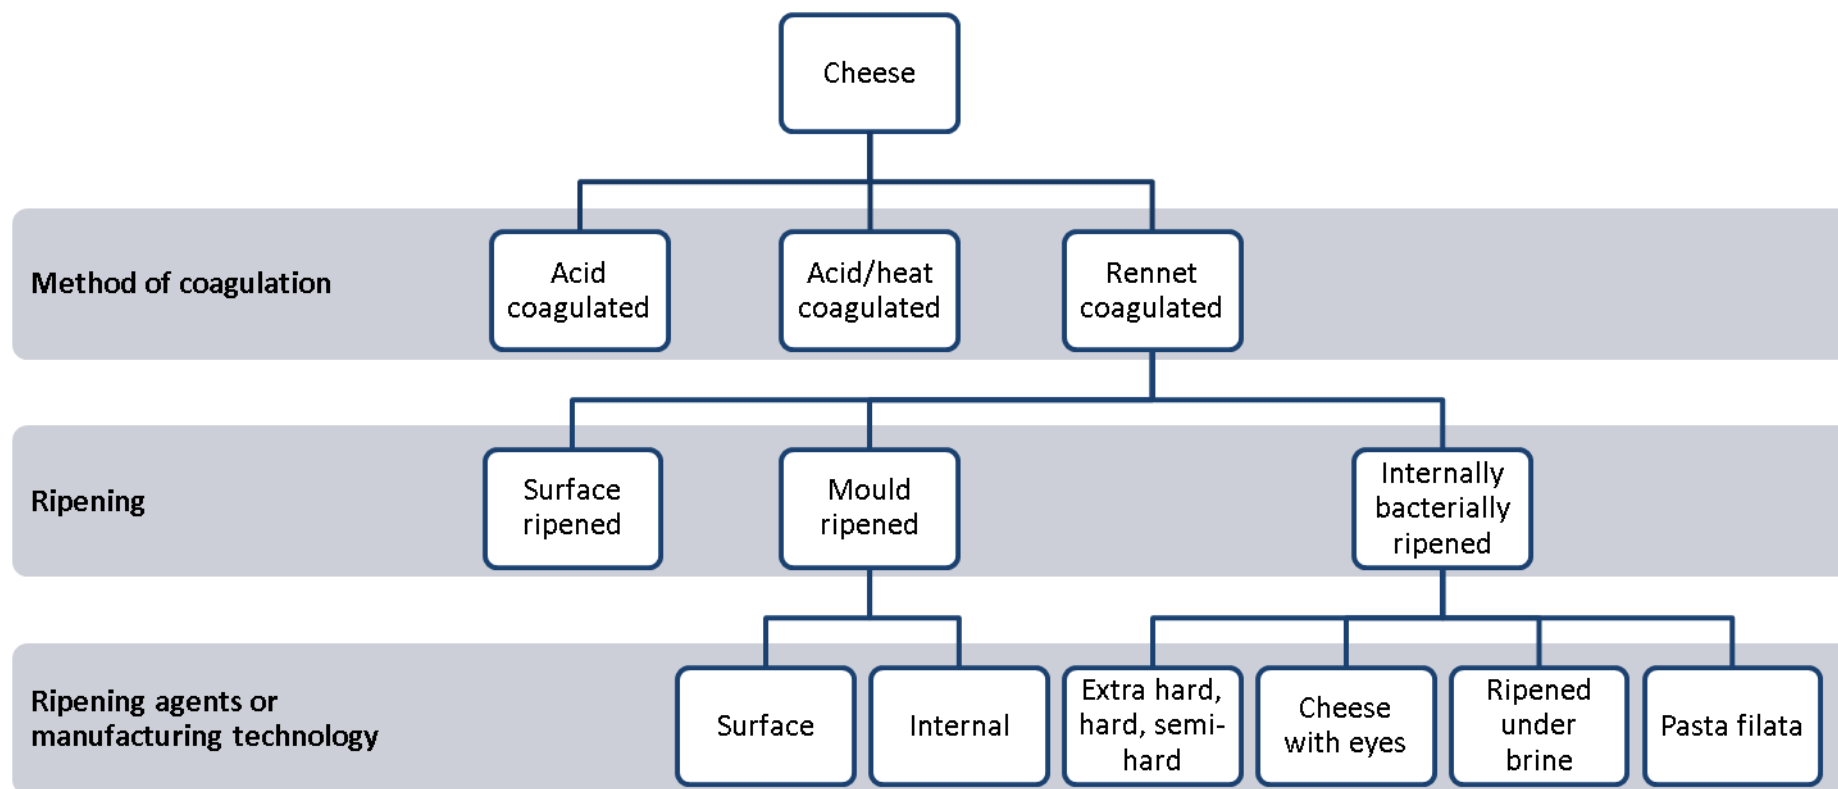 Cheese
Method of coagulation
Acid
coagulated
Acid/heat
coagulated
Rennet
coagulated
Ripening
Surface
ripened
Mould
ripened
Internally
bacterially
ripened
Ripening agents or
manufacturing technology
Surface
Internal
Extra hard,
hard, semi-
hard
Cheese
with eyes
Ripened
under
brine
Pasta filata